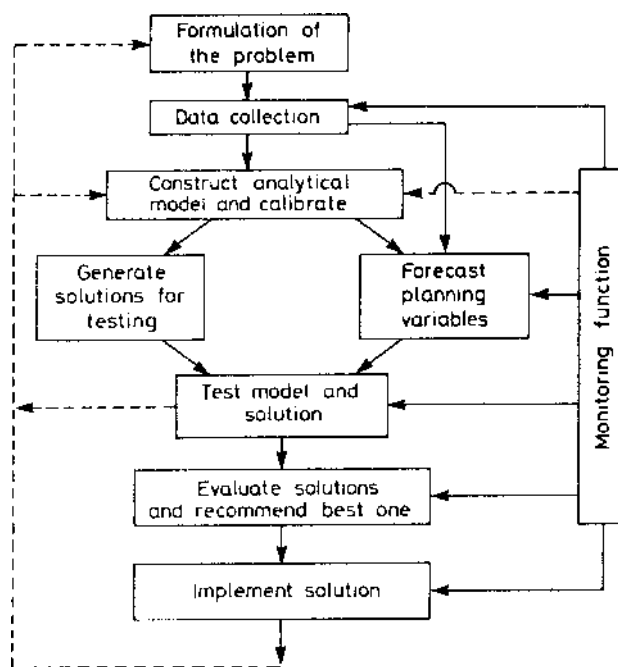 Formulation of
the problem
Data collection
Construct analytical
model and calibrate
Generate
solutions for
testing
Forecast
planning
variables
Monitoring function
Test model and
solution
Evaluate solutions
and recommend best one
Implement solution